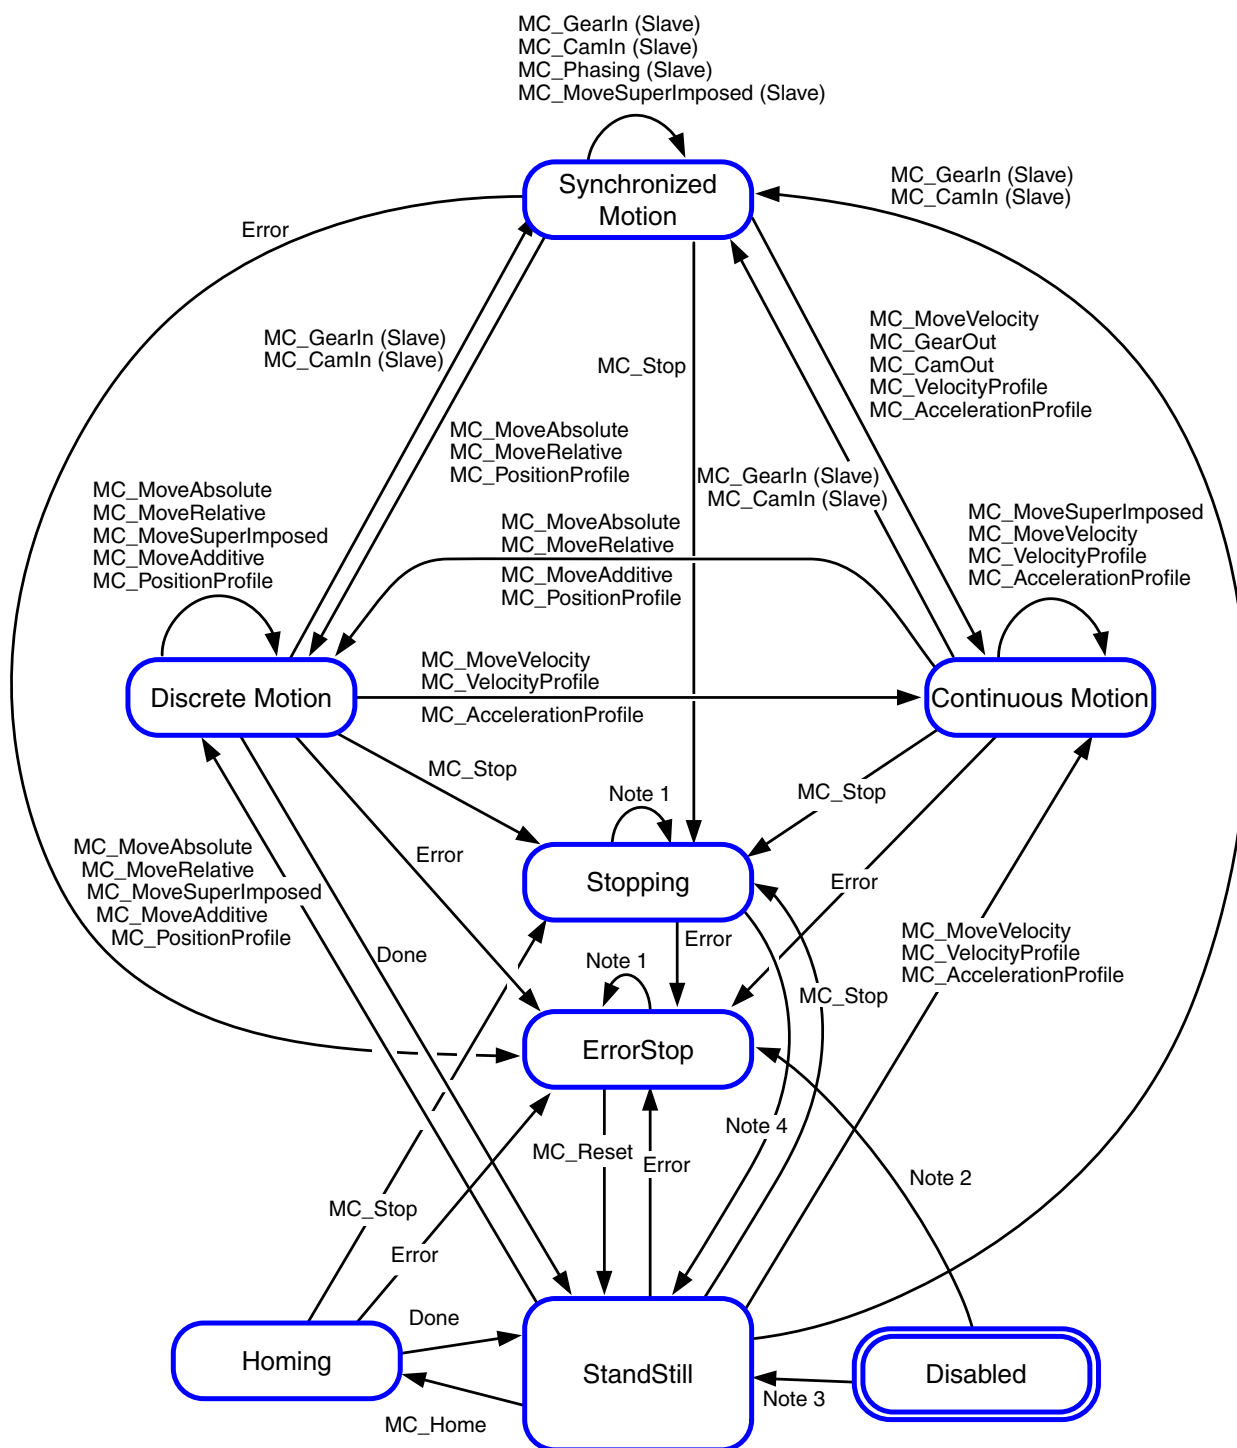 MC_GearIn (Slave)
MC_CamIn (Slave)
MC_Phasing (Slave)
MC_MoveSuperImposed (Slave)
Synchronized
Motion
MC_GearIn (Slave)
MC_CamIn (Slave)
Error
MC_GearIn (Slave)
MC_CamIn (Slave)
MC_Stop
MC_MoveVelocity
MC_GearOut
MC_CamOut
MC_VelocityProfile
MC_AccelerationProfile
MC_MoveAbsolute
MC_MoveRelative
MC_PositionProfile
MC_GearIn (Slave)
MC_CamIn (Slave)
MC_MoveAbsolute
MC_MoveRelative
MC_MoveSuperImposed
MC_MoveAdditive
MC_PositionProfile
MC_MoveAbsolute
MC_MoveRelative
MC_MoveAdditive
MC_PositionProfile
MC_MoveSuperImposed
MC_MoveVelocity
MC_VelocityProfile
MC_AccelerationProfile
Discrete Motion
MC_MoveVelocity
MC_VelocityProfile
MC_AccelerationProfile
Continuous Motion
MC_Stop
Note 1
MC_Stop
MC_MoveAbsolute
MC_MoveRelative
MC_MoveSuperImposed
MC_MoveAdditive
MC_PositionProfile
Error
Stopping
Error
Done
Note 1
Error
MC_Stop
MC_MoveVelocity
MC_VelocityProfile
MC_AccelerationProfile
ErrorStop
MC_Reset
Error
Note 4
Note 2
MC_Stop
Error
Done
Homing
StandStill
Disabled
Note 3
MC_Home